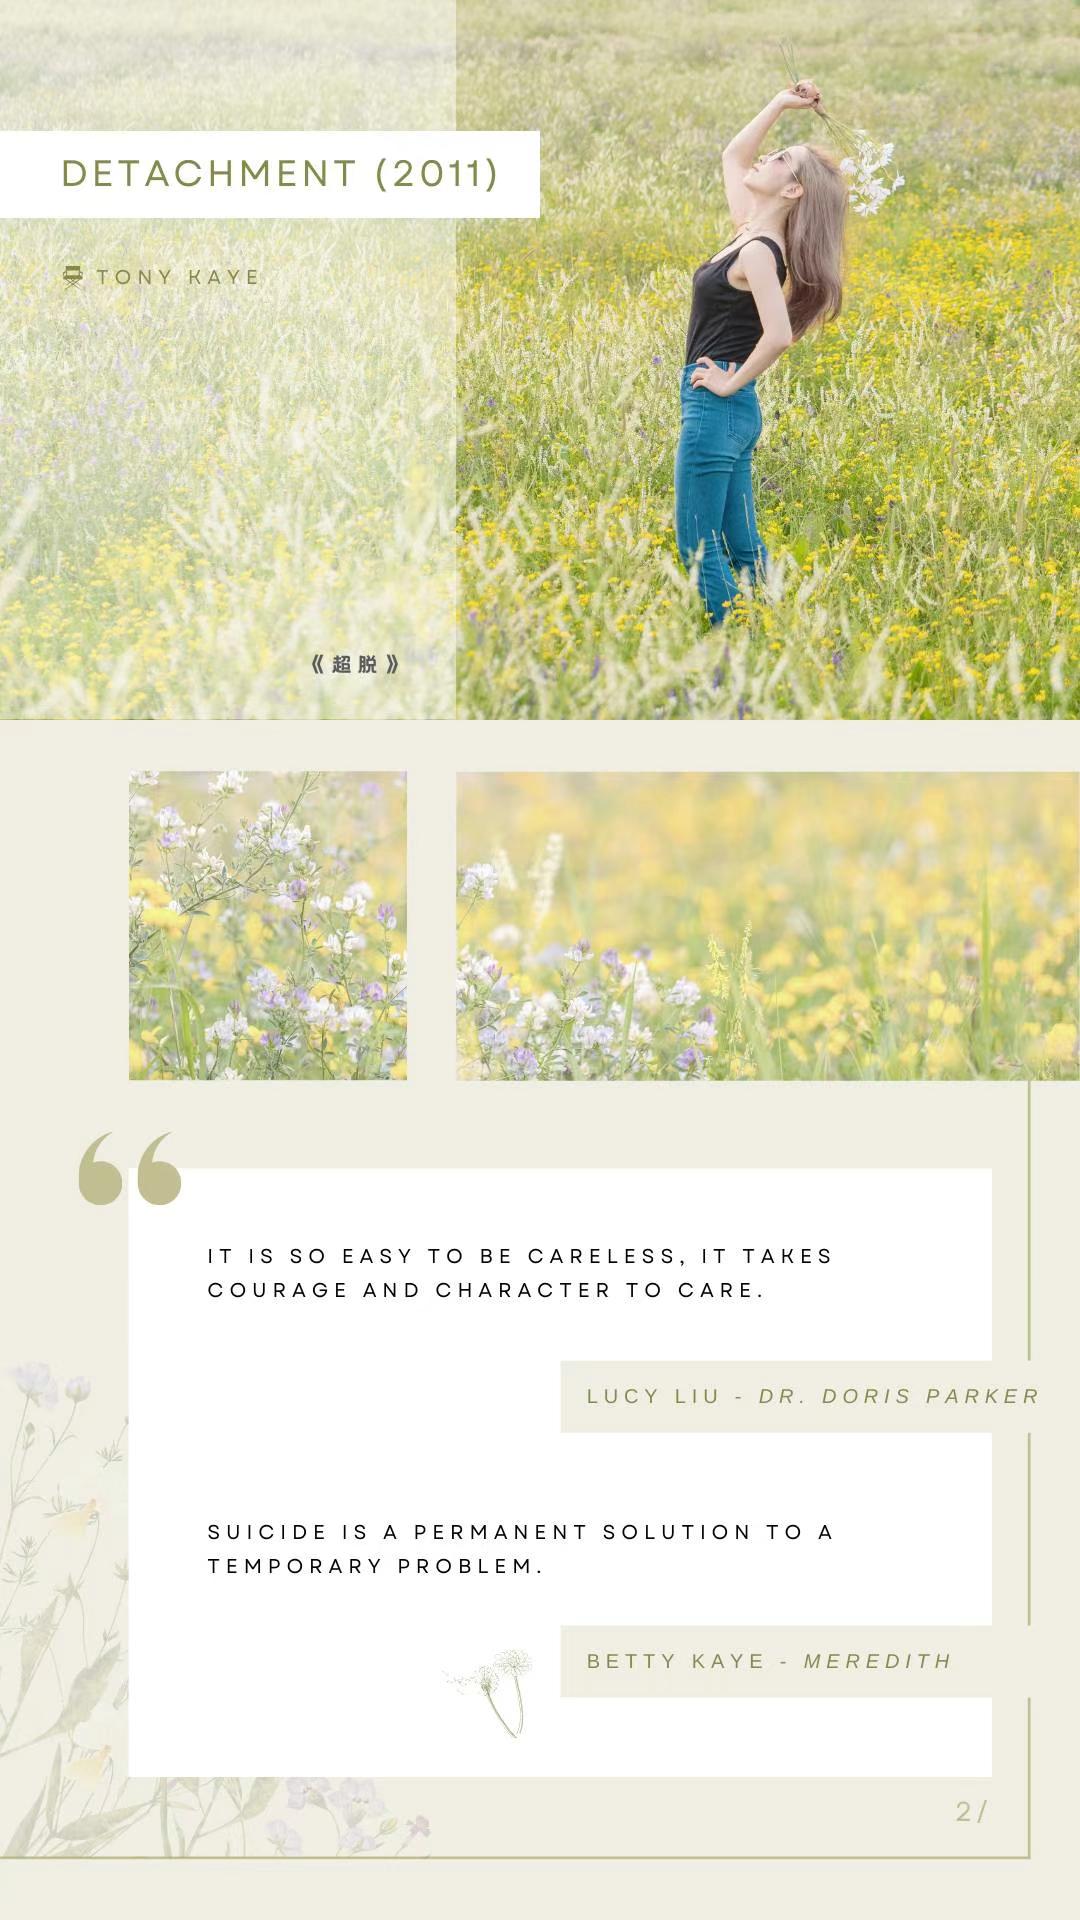 DETACHMENT (2011)
TONY KAYE
《超脱》
IT IS SO EASY TO BE CARELESS, IT TAKES
COURAGE AND CHARACTER TO CARE.
LUCY LIU - DR. DORIS PARKER
SUICIDE IS A PERMANENT SOLUTION TO A
TEMPORARY PROBLEM.
BETTY KAYE - MEREDITH
2/